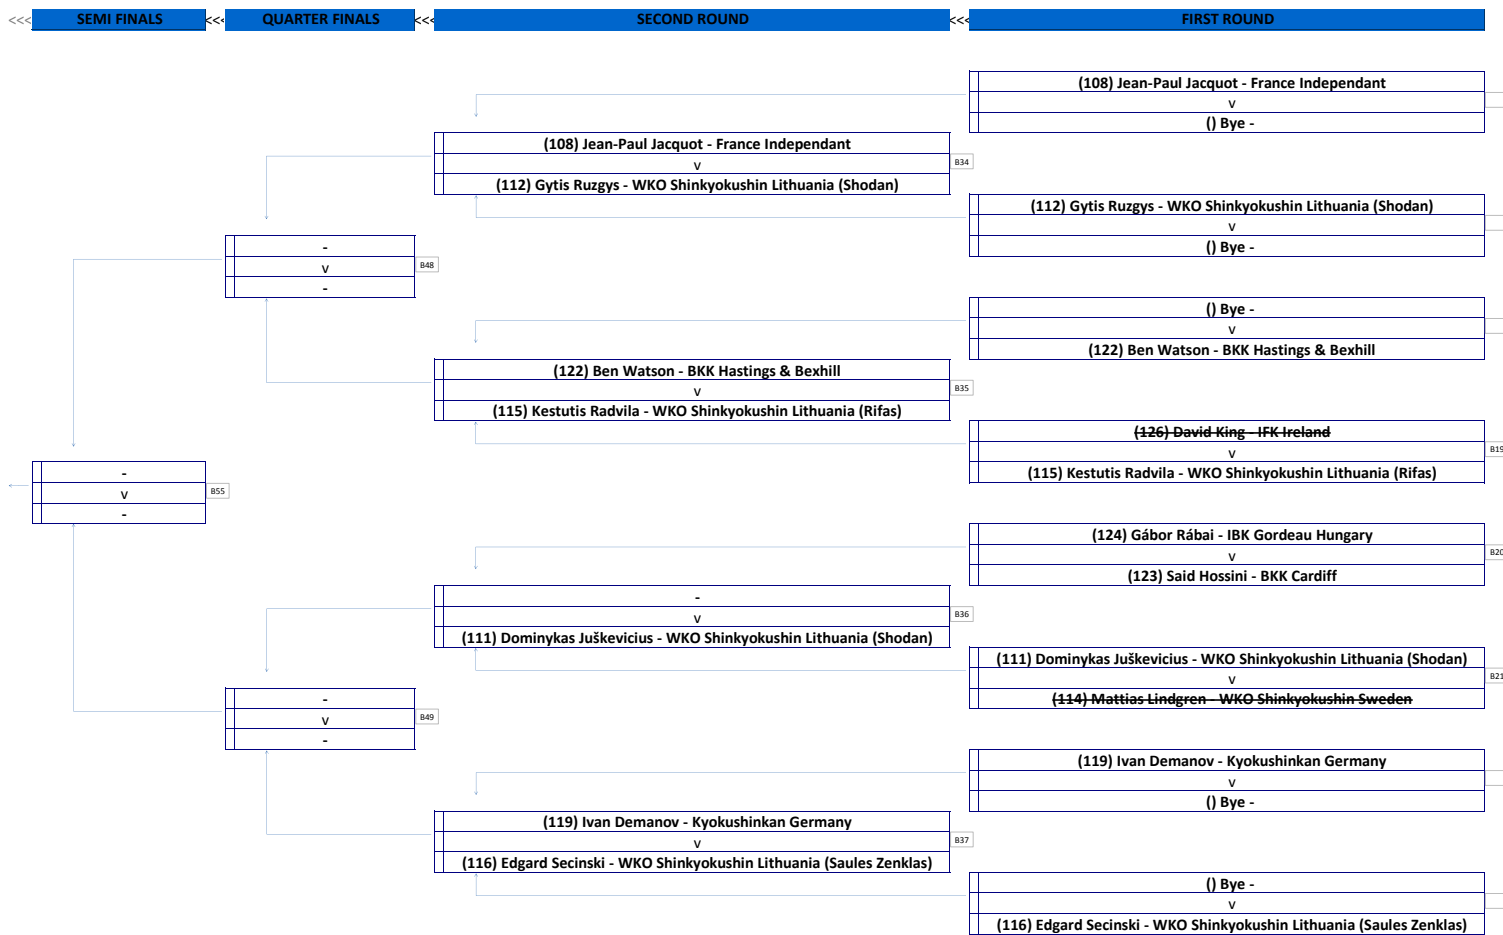 <<< SEMI FINALS <<< QUARTER FINALS <<< SECOND ROUND <<< FIRST ROUND
(108) Jean-Paul Jacquot - France Independant
v
() Bye -
(108) Jean-Paul Jacquot - France Independant
v
B34
(112) Gytis Ruzgys - WKO Shinkyokushin Lithuania (Shodan)
(112) Gytis Ruzgys - WKO Shinkyokushin Lithuania (Shodan)
v
() Bye -
-
v
B48
-
() Bye -
v
(122) Ben Watson - BKK Hastings & Bexhill
(122) Ben Watson - BKK Hastings & Bexhill
v
B35
(115) Kestutis Radvila - WKO Shinkyokushin Lithuania (Rifas)
(126) David King - IFK Ireland
v
B19
(115) Kestutis Radvila - WKO Shinkyokushin Lithuania (Rifas)
-
v
B55
-
(124) Gábor Rábai - IBK Gordeau Hungary
v
B20
(123) Said Hossini - BKK Cardiff
-
v
B36
(111) Dominykas Juškevicius - WKO Shinkyokushin Lithuania (Shodan)
(111) Dominykas Juškevicius - WKO Shinkyokushin Lithuania (Shodan)
v
B21
(114) Mattias Lindgren - WKO Shinkyokushin Sweden
-
v
B49
-
(119) Ivan Demanov - Kyokushinkan Germany
v
() Bye -
(119) Ivan Demanov - Kyokushinkan Germany
v
B37
(116) Edgard Secinski - WKO Shinkyokushin Lithuania (Saules Zenklas)
() Bye -
v
(116) Edgard Secinski - WKO Shinkyokushin Lithuania (Saules Zenklas)